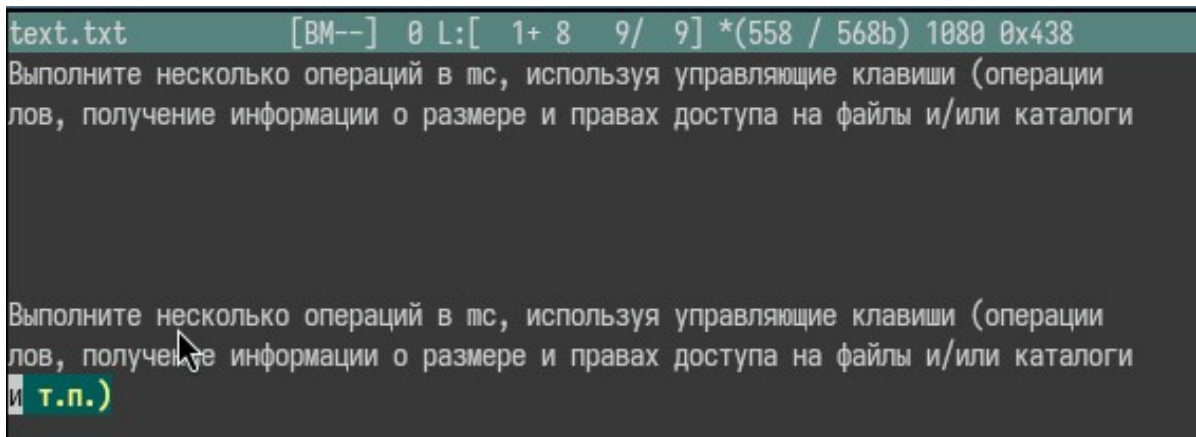 text.txt [BM--] 0 L:[ 1+ 8 9/ 9] *(558 / 568b) 1080 0x438
Выполните несколько операций в mc, используя управляющие клавиши (операции
лов, получение информации о размере и правах доступа на файлы и/или каталоги
Выполните несколько операций в mc, используя управляющие клавиши (операции
лов, получение информации о размере и правах доступа на файлы и/или каталоги
и т.п.)